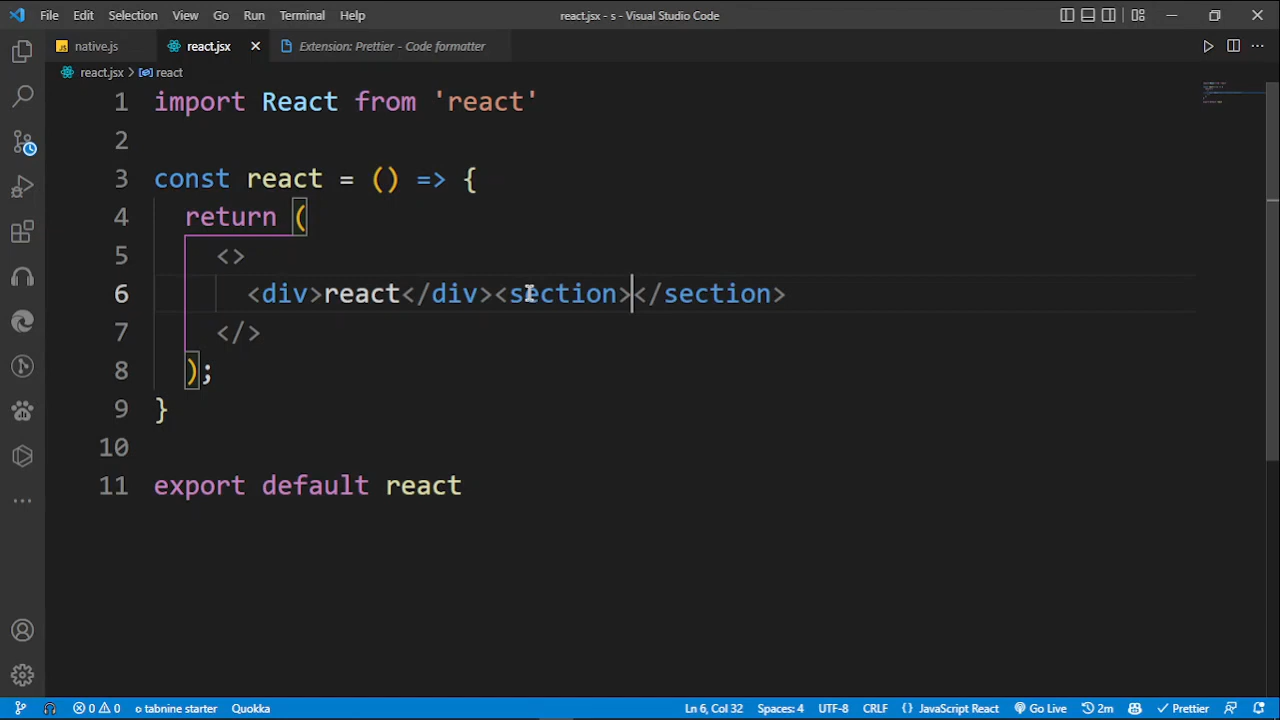 File Edit Selection View Go Run Terminal Help react.jsx - s - Visual Studio Code
native.js react.jsx Extension: Prettier - Code formatter
react.jsx > react
1 import React from 'react'
2
3 const react = () => {
4 return (
5 <>
6 <div>react</div><section></section>
7 </>
8 );
9 }
10
11 export default react
0 0 tabnine starter Quokka Ln 6, Col 32 Spaces: 4 UTF-8 CRLF {} JavaScript React Go Live 2m Prettier